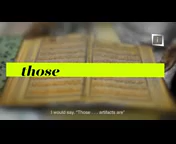 those
I would say, "Those . . . artifacts are"